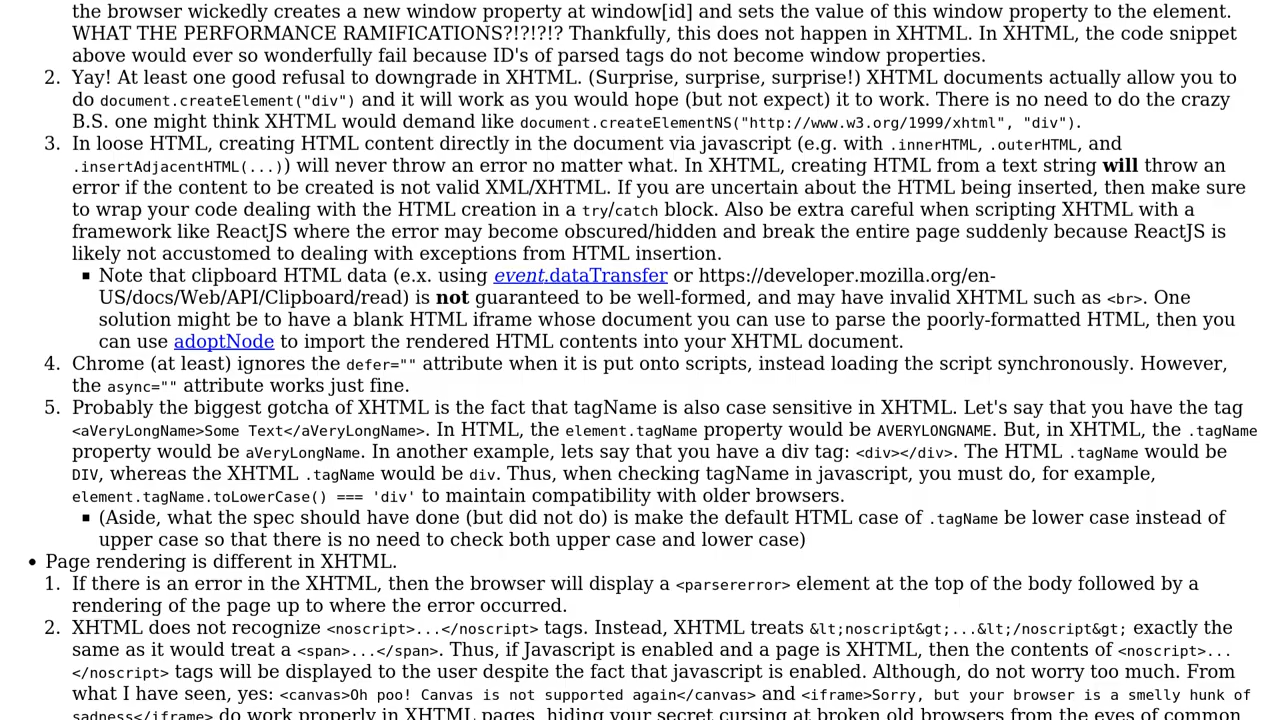 the browser wickedly creates a new window property at window[id] and sets the value of this window property to the element.
WHAT THE PERFORMANCE RAMIFICATIONS?!?!?!? Thankfully, this does not happen in XHTML. In XHTML, the code snippet
above would ever so wonderfully fail because ID's of parsed tags do not become window properties.
2. Yay! At least one good refusal to downgrade in XHTML. (Surprise, surprise, surprise!) XHTML documents actually allow you to
do document.createElement("div") and it will work as you would hope (but not expect) it to work. There is no need to do the crazy
B.S. one might think XHTML would demand like document.createElementNS("http://www.w3.org/1999/xhtml", "div").
3. In loose HTML, creating HTML content directly in the document via javascript (e.g. with .innerHTML, .outerHTML, and
.insertAdjacentHTML(...)) will never throw an error no matter what. In XHTML, creating HTML from a text string will throw an
error if the content to be created is not valid XML/XHTML. If you are uncertain about the HTML being inserted, then make sure
to wrap your code dealing with the HTML creation in a try/catch block. Also be extra careful when scripting XHTML with a
framework like ReactJS where the error may become obscured/hidden and break the entire page suddenly because ReactJS is
likely not accustomed to dealing with exceptions from HTML insertion.
▪ Note that clipboard HTML data (e.x. using event.dataTransfer or https://developer.mozilla.org/en-
US/docs/Web/API/Clipboard/read) is not guaranteed to be well-formed, and may have invalid XHTML such as <br>. One
solution might be to have a blank HTML iframe whose document you can use to parse the poorly-formatted HTML, then you
can use adoptNode to import the rendered HTML contents into your XHTML document.
4. Chrome (at least) ignores the defer="" attribute when it is put onto scripts, instead loading the script synchronously. However,
the async="" attribute works just fine.
5. Probably the biggest gotcha of XHTML is the fact that tagName is also case sensitive in XHTML. Let's say that you have the tag
<aVeryLongName>Some Text</aVeryLongName>. In HTML, the element.tagName property would be AVERYLONGNAME. But, in XHTML, the .tagName
property would be aVeryLongName. In another example, lets say that you have a div tag: <div></div>. The HTML .tagName would be
DIV, whereas the XHTML .tagName would be div. Thus, when checking tagName in javascript, you must do, for example,
element.tagName.toLowerCase() === 'div' to maintain compatibility with older browsers.
▪ (Aside, what the spec should have done (but did not do) is make the default HTML case of .tagName be lower case instead of
upper case so that there is no need to check both upper case and lower case)
• Page rendering is different in XHTML.
1. If there is an error in the XHTML, then the browser will display a <parsererror> element at the top of the body followed by a
rendering of the page up to where the error occurred.
2. XHTML does not recognize <noscript>...</noscript> tags. Instead, XHTML treats &lt;noscript&gt;...&lt;/noscript&gt; exactly the
same as it would treat a <span>...</span>. Thus, if Javascript is enabled and a page is XHTML, then the contents of <noscript>...
</noscript> tags will be displayed to the user despite the fact that javascript is enabled. Although, do not worry too much. From
what I have seen, yes: <canvas>Oh poo! Canvas is not supported again</canvas> and <iframe>Sorry, but your browser is a smelly hunk of
sadness</iframe> do work properly in XHTML pages, hiding your secret cursing at broken old browsers from the eyes of common